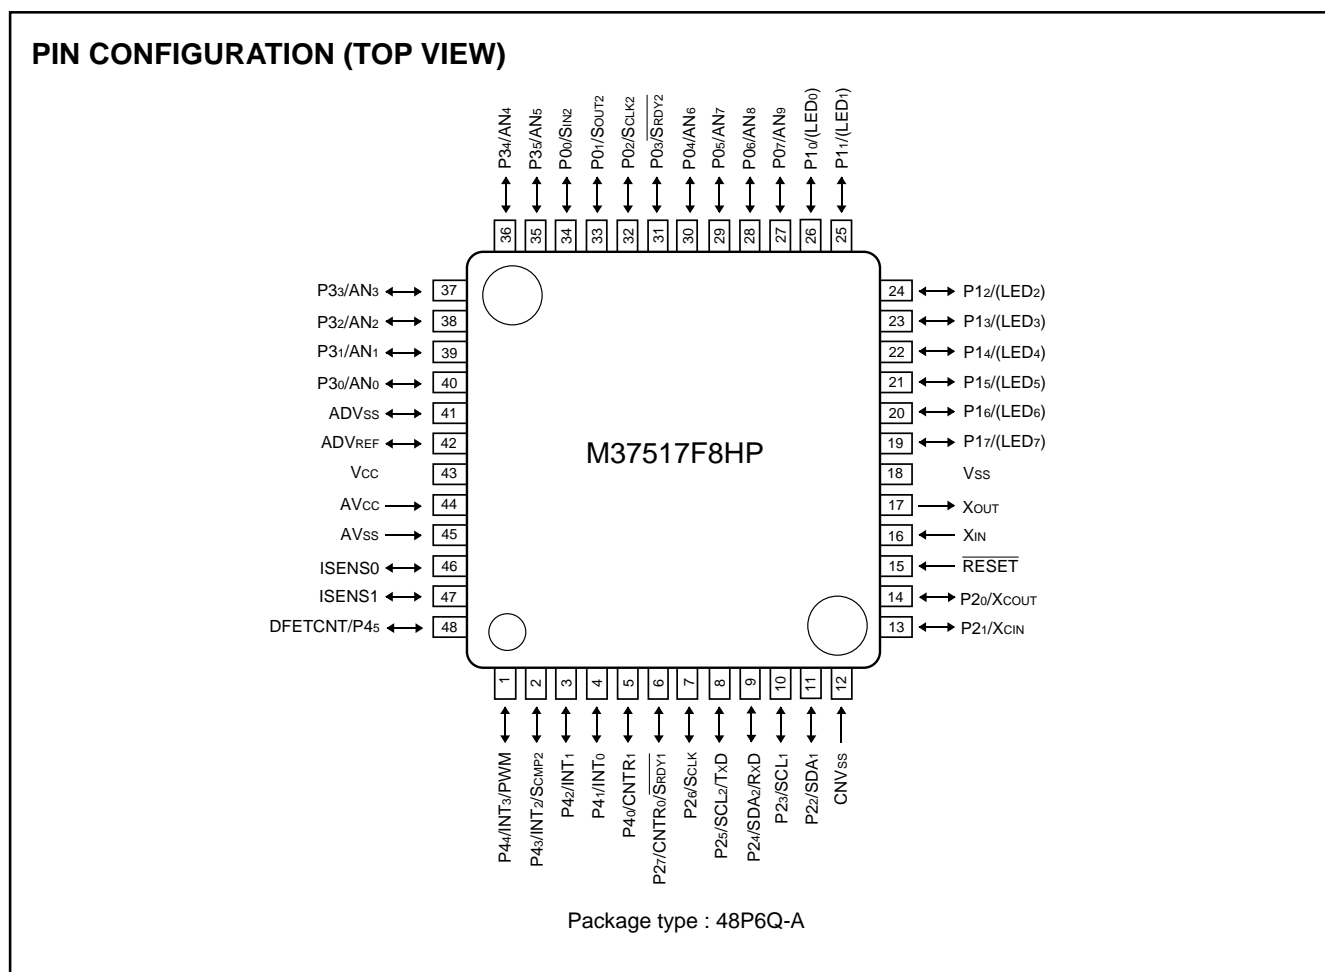 PIN CONFIGURATION (TOP VIEW)
P34/AN4
P35/AN5
P00/SIN2
P01/SOUT2
P02/SCLK2
P03/SRDY2
P04/AN6
P05/AN7
P06/AN8
P07/AN9
P10/(LED0)
P11/(LED1)
36
35
34
33
32
31
30
29
28
27
26
25
P33/AN3
37
P32/AN2
38
P31/AN1
39
P30/AN0
40
ADVSS
41
ADVREF
42
VCC
43
AVCC
44
AVSS
45
ISENS0
46
ISENS1
47
DFETCNT/P45
48
M37517F8HP
24
P12/(LED2)
23
P13/(LED3)
22
P14/(LED4)
21
P15/(LED5)
20
P16/(LED6)
19
P17/(LED7)
18
VSS
17
XOUT
16
XIN
15
RESET
14
P20/XCOUT
13
P21/XCIN
1
2
3
4
5
6
7
8
9
10
11
12
P44/INT3/PWM
P43/INT2/SCMP2
P42/INT1
P41/INT0
P40/CNTR1
P27/CNTR0/SRDY1
P26/SCLK
P25/SCL2/TxD
P24/SDA2/RxD
P23/SCL1
P22/SDA1
CNVSS
Package type : 48P6Q-A